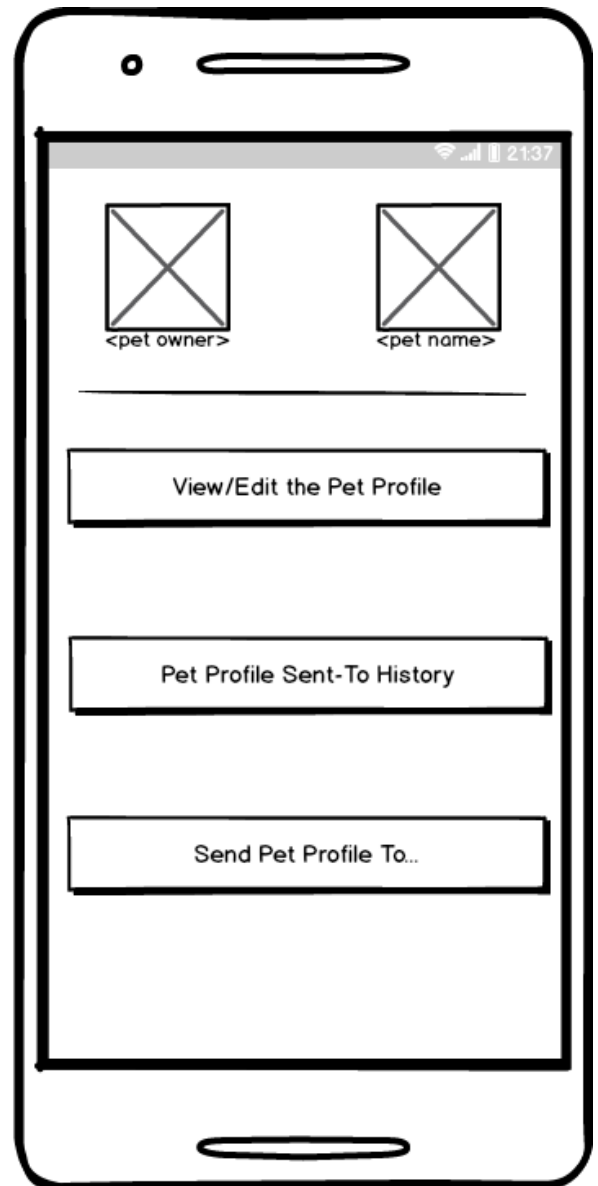 21:37
<pet owner> <pet name>
View/Edit the Pet Profile
Pet Profile Sent-To History
Send Pet Profile To...